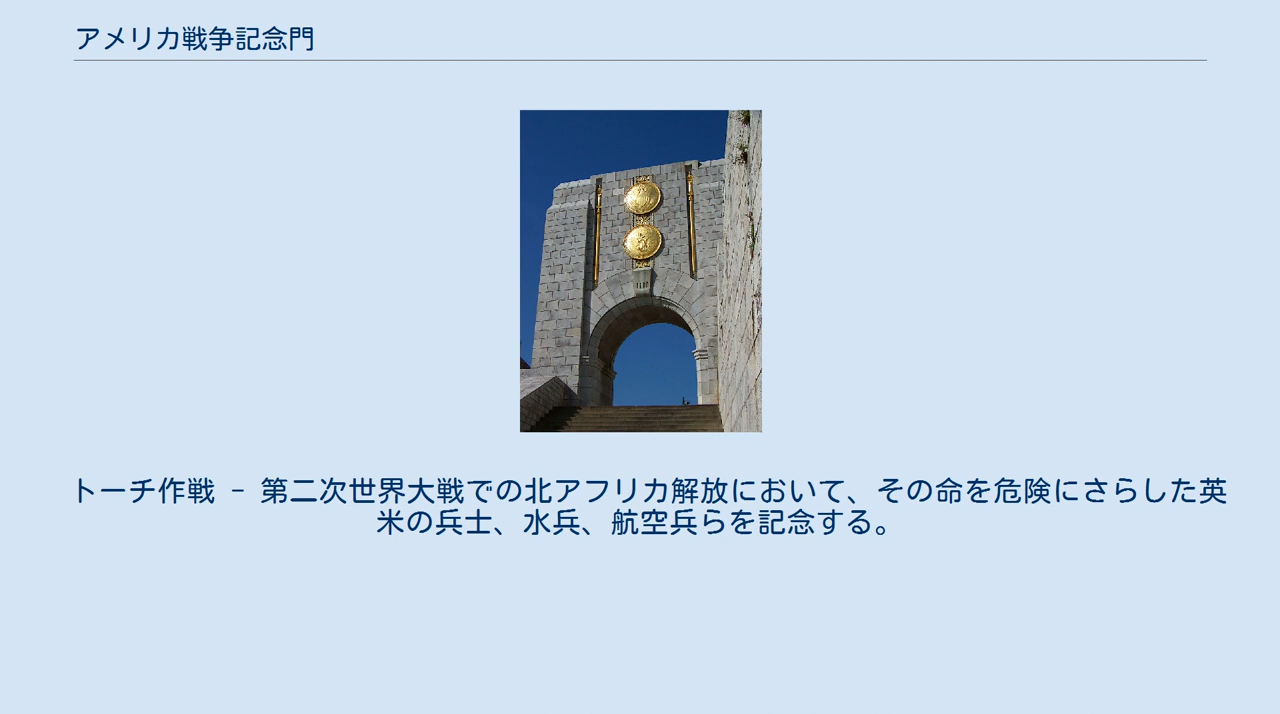 アメリカ戦争記念門
トーチ作戦 - 第二次世界大戦での北アフリカ解放において、その命を危険にさらした英
米の兵士、水兵、航空兵らを記念する。